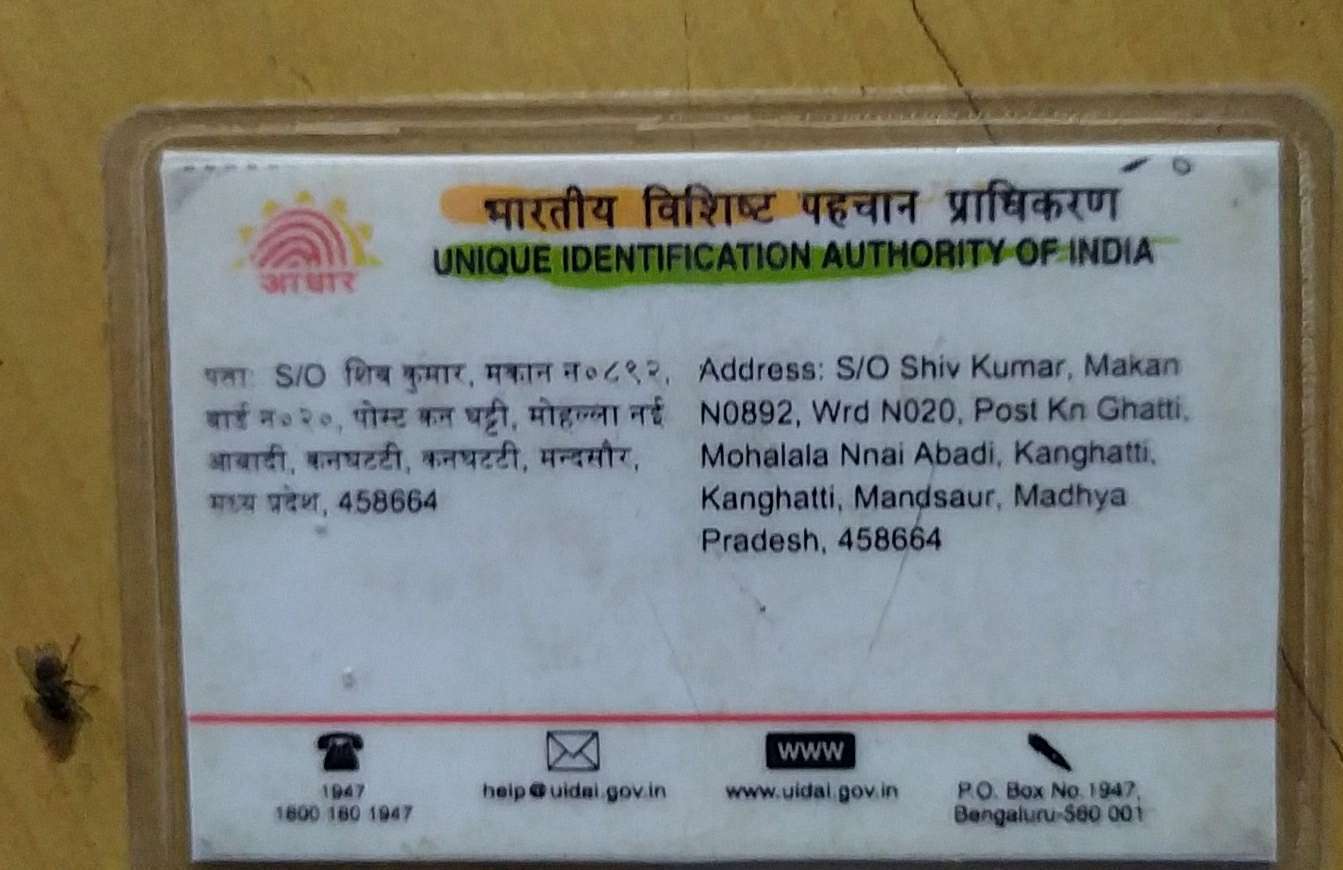 आधार
भारतीय विशिष्ट पहचान प्राधिकरण
UNIQUE IDENTIFICATION AUTHORITY OF INDIA
पता: S/O शिव कुमार, मकान न०८९२,
वार्ड न०२०, पोस्ट कन घट्टी, मोहल्ला नई
आबादी, कनघटटी, कनघटटी, मन्दसौर,
मध्य प्रदेश, 458664
Address: S/O Shiv Kumar, Makan
N0892, Wrd N020, Post Kn Ghatti,
Mohalala Nnai Abadi, Kanghatti,
Kanghatti, Mandsaur, Madhya
Pradesh, 458664
1947
1800 180 1947
help@uidai.gov.in
www
www.uidai.gov.in
P.O. Box No.1947,
Bengaluru-560 001